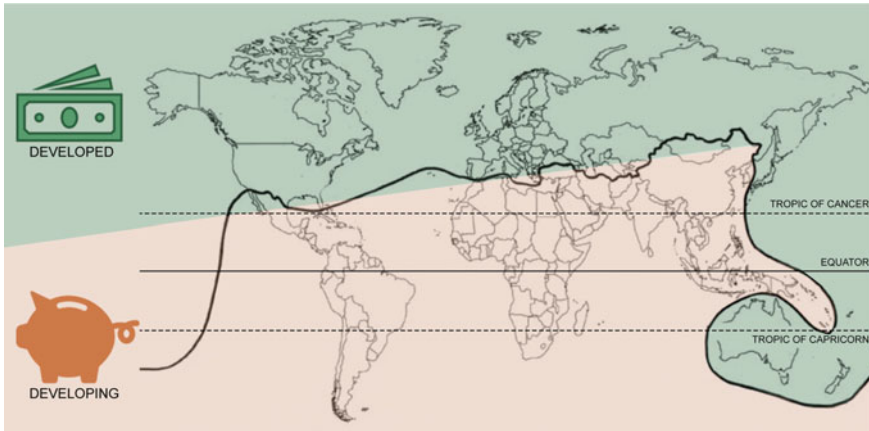 DEVELOPED
TROPIC OF CANCER
EQUATOR
TROPIC OF CAPRICORN
DEVELOPING